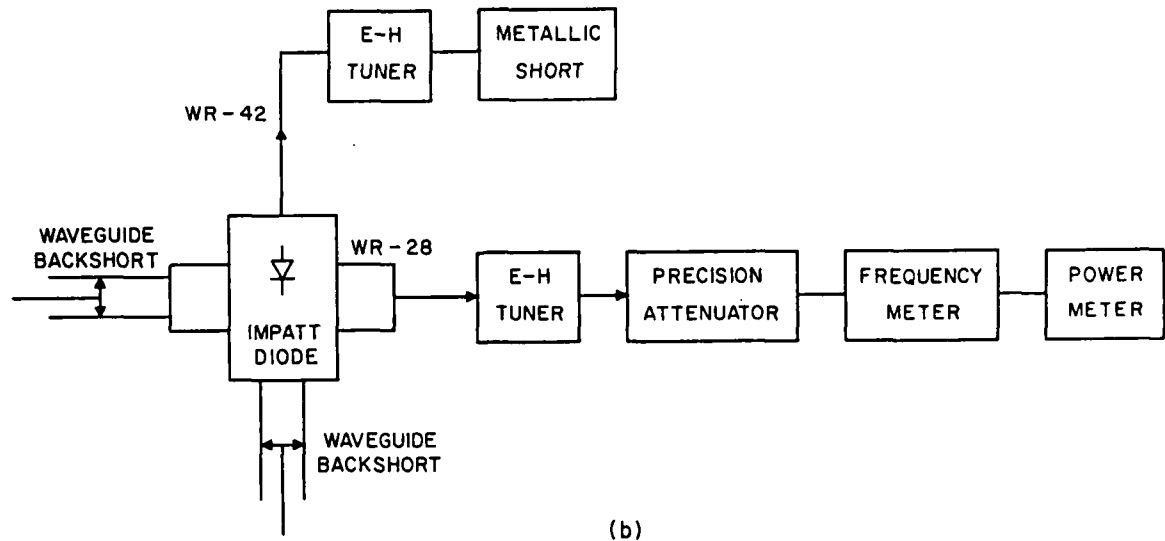 E-H
TUNER
METALLIC
SHORT
WR-42
WAVEGUIDE
BACKSHORT
WR-28
IMPATT
DIODE
E-H
TUNER
PRECISION
ATTENUATOR
FREQUENCY
METER
POWER
METER
WAVEGUIDE
BACKSHORT
(b)